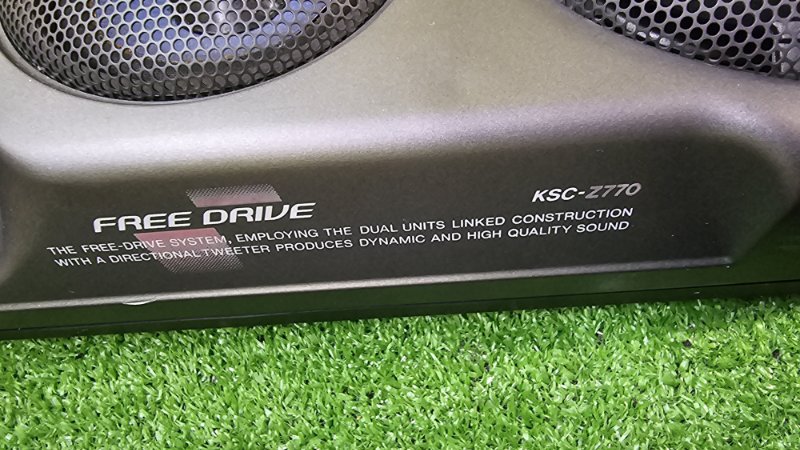 KSC-Z770
FREE DRIVE
THE FREE-DRIVE SYSTEM, EMPLOYING THE DUAL UNITS LINKED CONSTRUCTION
WITH A DIRECTIONAL TWEETER PRODUCES DYNAMIC AND HIGH QUALITY SOUND